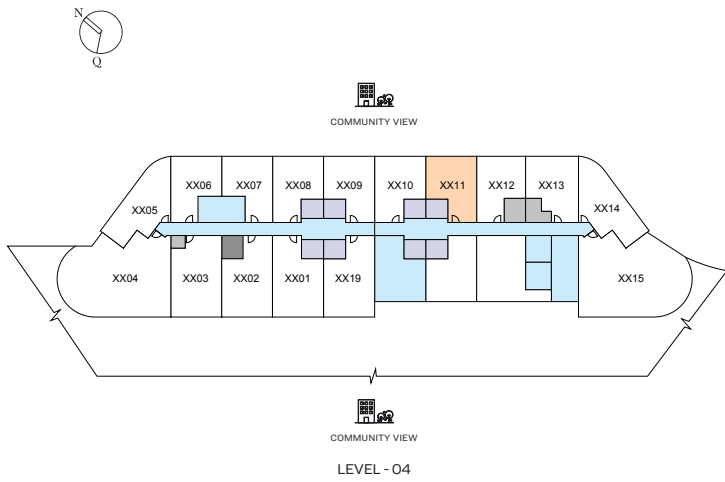 N
Q
COMMUNITY VIEW
XX06 XX07 XX08 XX09 XX10 XX11 XX12 XX13
XX05 XX14
XX04 XX03 XX02 XX01 XX19 XX15
COMMUNITY VIEW
LEVEL - 04